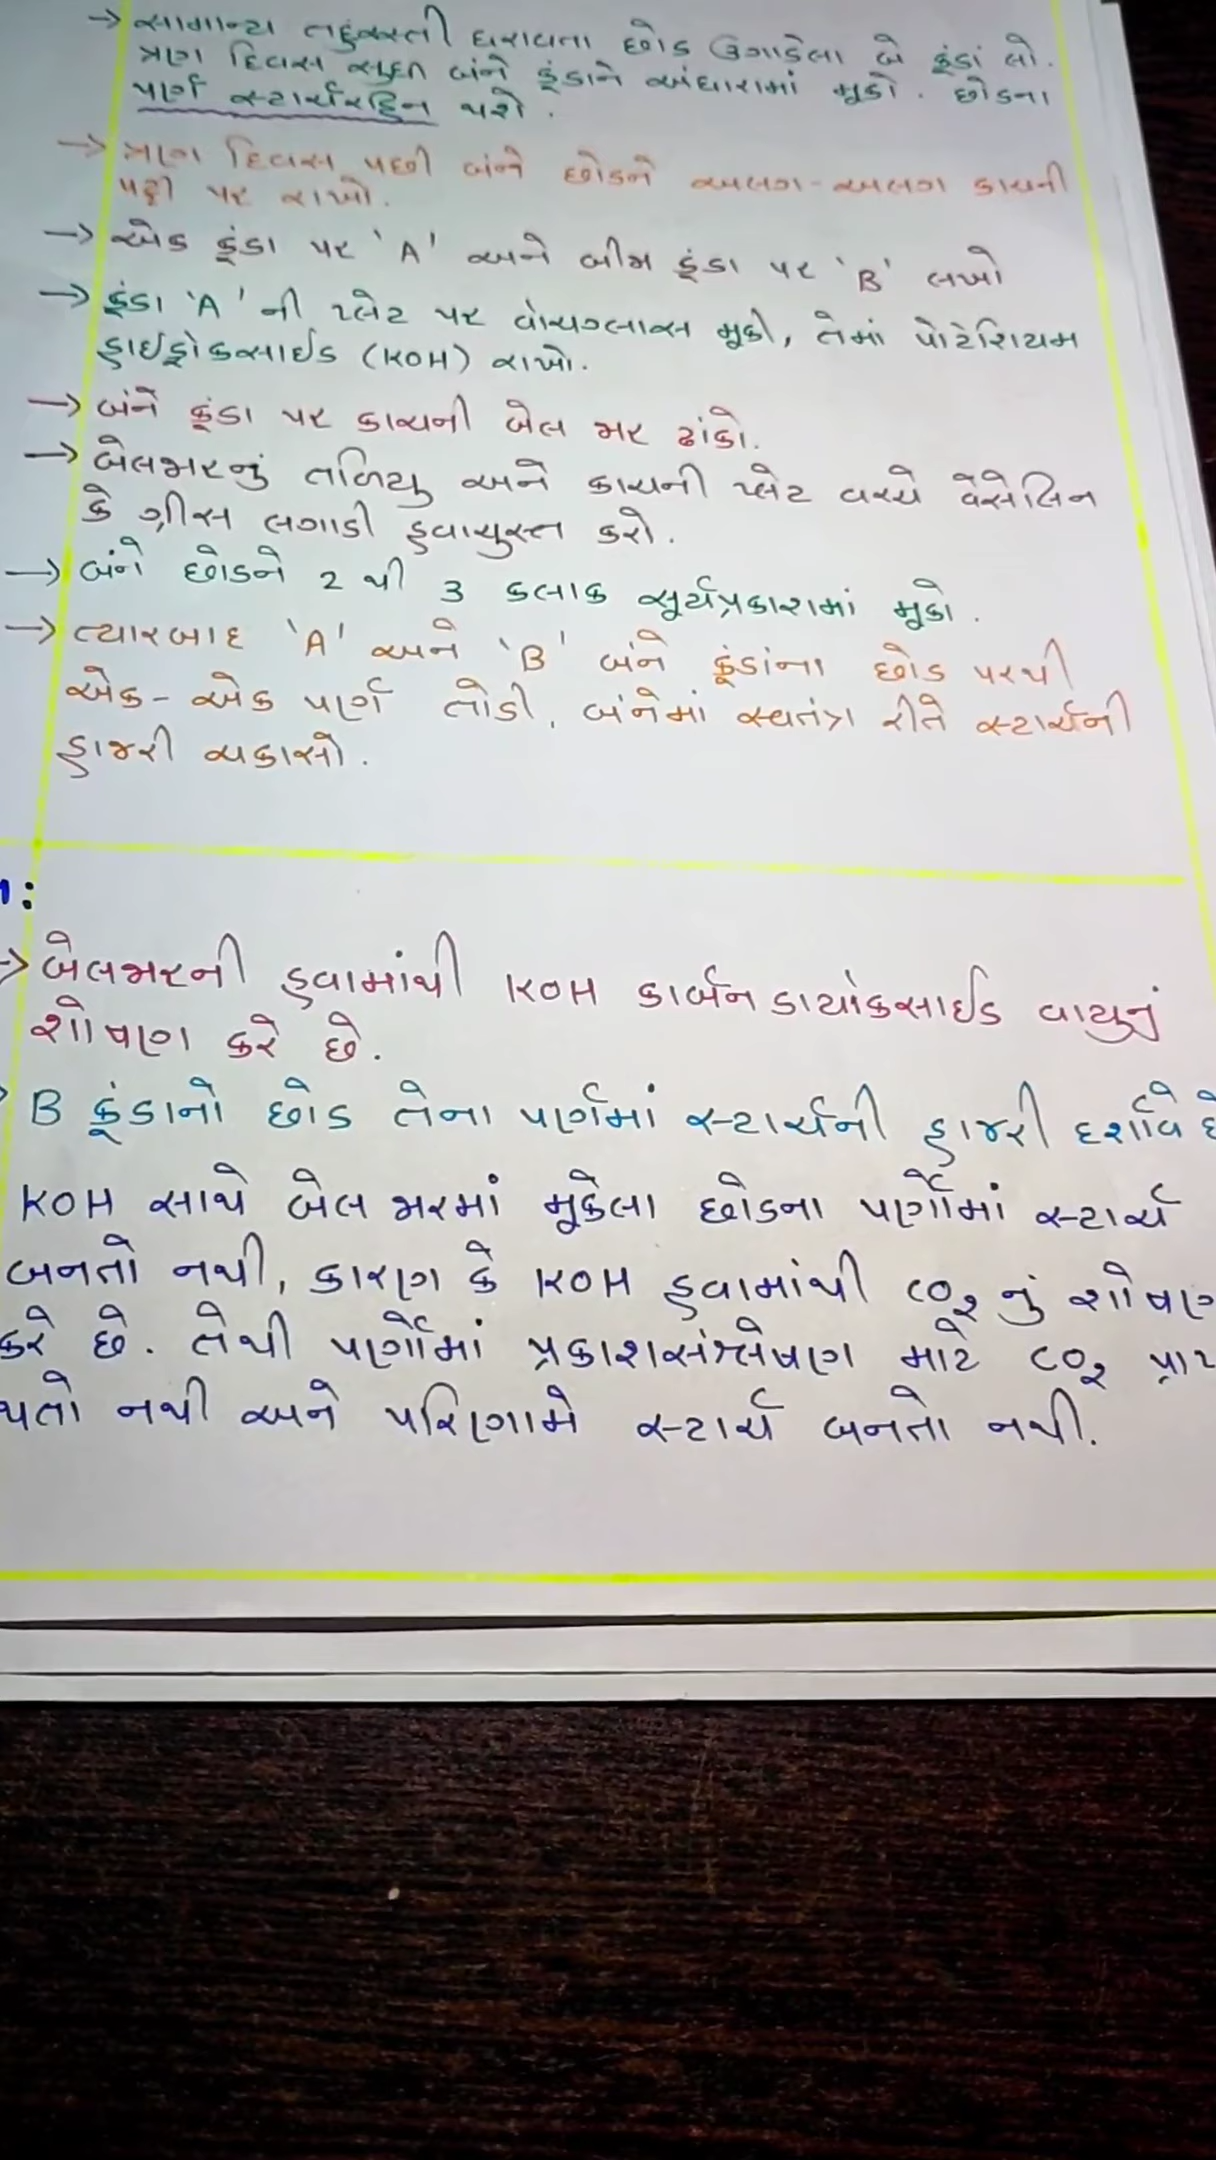 → સામાન્ય તંદુરસ્તી ધરાવતા છોડ ઉગાડેલા બે કૂંડાં લો.
ત્રણ દિવસ સુધી બંને કૂંડાને અંધારામાં મૂકો. છોડના
પર્ણ સ્ટાર્ચરહિત થશે.
→ ત્રણ દિવસ પછી બંને છોડને અલગ-અલગ કાચની
પટ્ટી પર રાખો.
→ એક કૂંડા પર 'A' અને બીજા કૂંડા પર 'B' લખો
→ કૂંડા 'A' ની પ્લેટ પર વોચગ્લાસ મૂકો, તેમાં પોટેશિયમ
હાઇડ્રોકસાઇડ (KOH) રાખો.
→ બંને કૂંડા પર કાચની બેલ જાર ઢાંકો.
→ બેલજારનું તળિયુ અને કાચની પ્લેટ વચ્ચે વેસેલિન
કે ગ્રીસ લગાડી હવાચુસ્ત કરો.
→ બંને છોડને 2 થી 3 કલાક સૂર્યપ્રકાશમાં મૂકો.
→ ત્યારબાદ 'A' અને 'B' બંને કૂંડાંના છોડ પરથી
એક-એક પર્ણ તોડી, બંનેમાં સ્વતંત્ર રીતે સ્ટાર્ચની
હાજરી ચકાસો.
:
→ બેલજારની હવામાંથી KOH કાર્બન ડાયોકસાઈડ વાયુનું
શોષણ કરે છે.
B કૂંડાનો છોડ તેના પર્ણમાં સ્ટાર્ચની હાજરી દર્શાવે છે
KOH સાથે બેલ જારમાં મૂકેલા છોડના પર્ણોમાં સ્ટાર્ચ
બનતો નથી, કારણ કે KOH હવામાંથી CO₂ નું શોષણ
કરે છે. તેથી પર્ણોમાં પ્રકાશસંશ્લેષણ માટે CO₂ પ્રાપ્
થતો નથી અને પરિણામે સ્ટાર્ચ બનતો નથી.